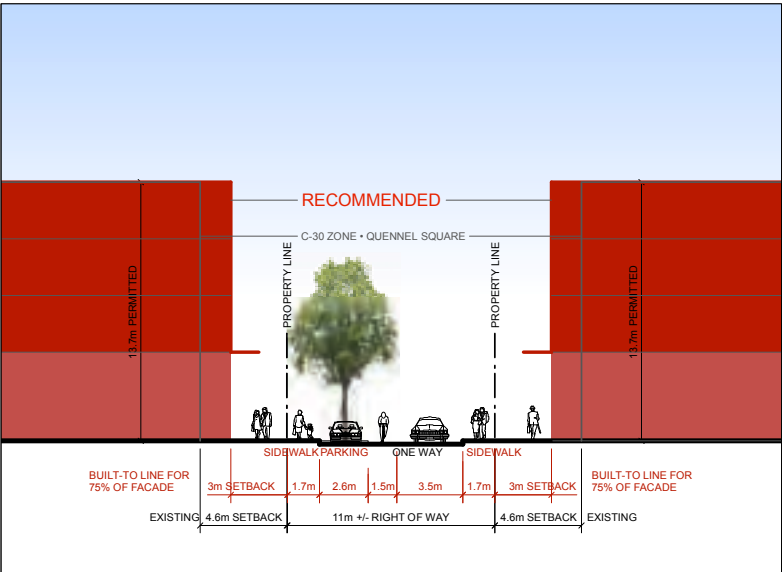 RECOMMENDED
C-30 ZONE • QUENNEL SQUARE
PROPERTY LINE
PROPERTY LINE
13.7m PERMITTED
13.7m PERMITTED
SIDEWALK PARKING ONE WAY SIDEWALK
BUILT-TO LINE FOR
75% OF FACADE
3m SETBACK 1.7m 2.6m 1.5m 3.5m 1.7m 3m SETBACK
BUILT-TO LINE FOR
75% OF FACADE
EXISTING 4.6m SETBACK 11m +/- RIGHT OF WAY 4.6m SETBACK EXISTING